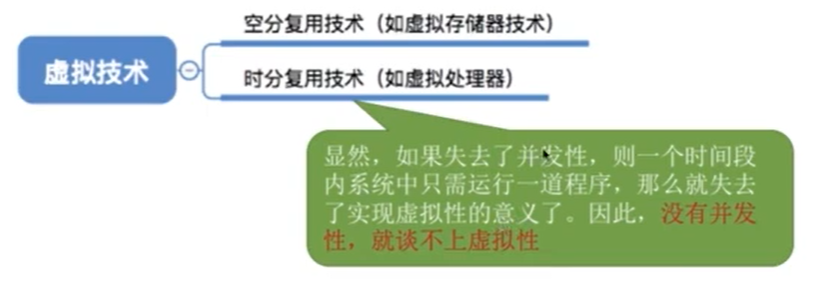 空分复用技术（如虚拟存储器技术）
虚拟技术
时分复用技术（如虚拟处理器）
显然，如果失去了并发性，则一个时间段
内系统中只需运行一道程序，那么就失去
了实现虚拟性的意义了。因此，没有并发
性，就谈不上虚拟性